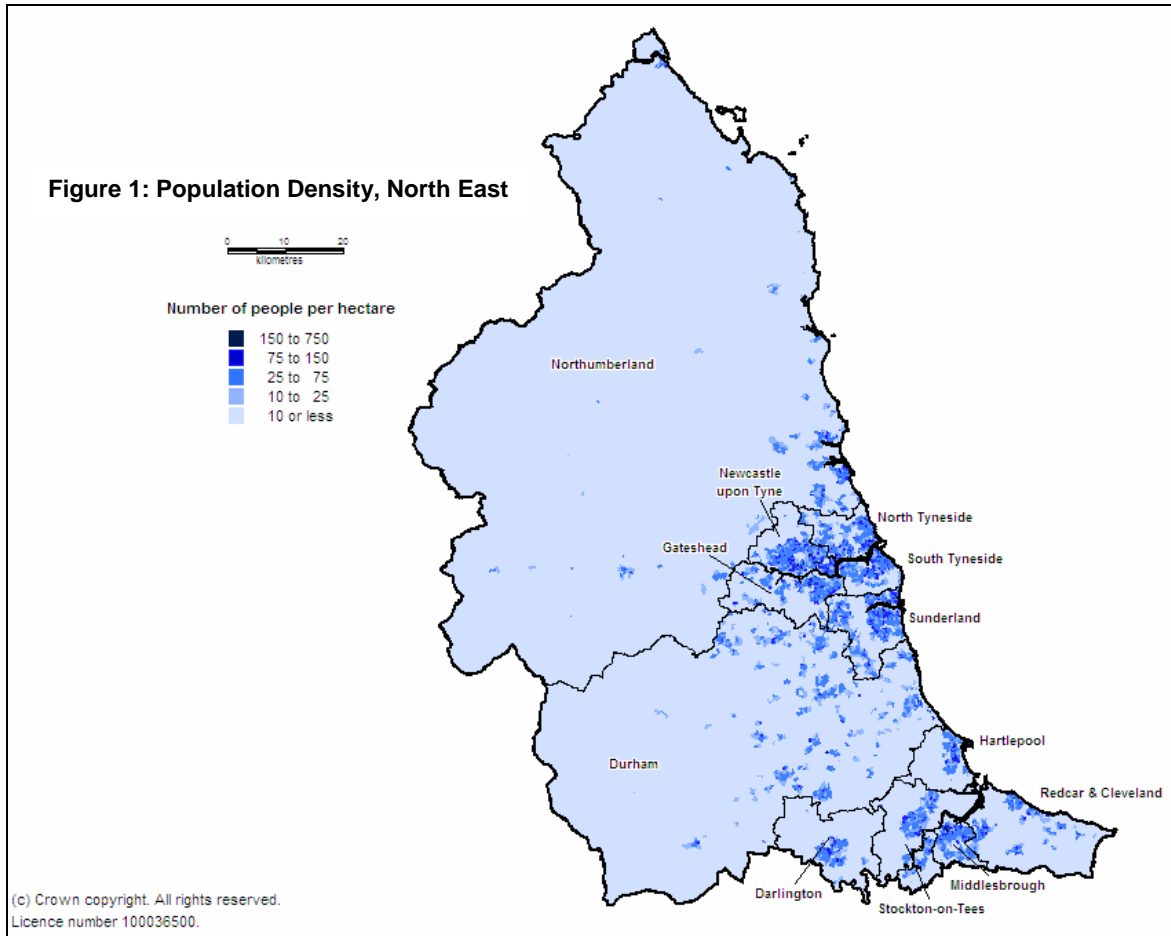 Figure 1: Population Density, North East
0 10 20
kilometres
Number of people per hectare
150 to 750
75 to 150
25 to 75
10 to 25
10 or less
Northumberland
Newcastle
upon Tyne
North Tyneside
Gateshead
South Tyneside
Sunderland
Hartlepool
Durham
Redcar & Cleveland
Darlington
Middlesbrough
Stockton-on-Tees
(c) Crown copyright. All rights reserved.
Licence number 100036500.